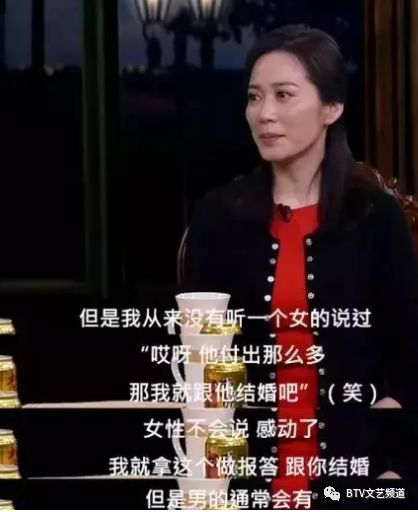 但是我从来没有听一个女的说过
“哎呀 他付出那么多
那我就跟他结婚吧”（笑）
女性不会说 感动了
我就拿这个做报答 跟你结婚
但是男的通常会有
BTV文艺频道